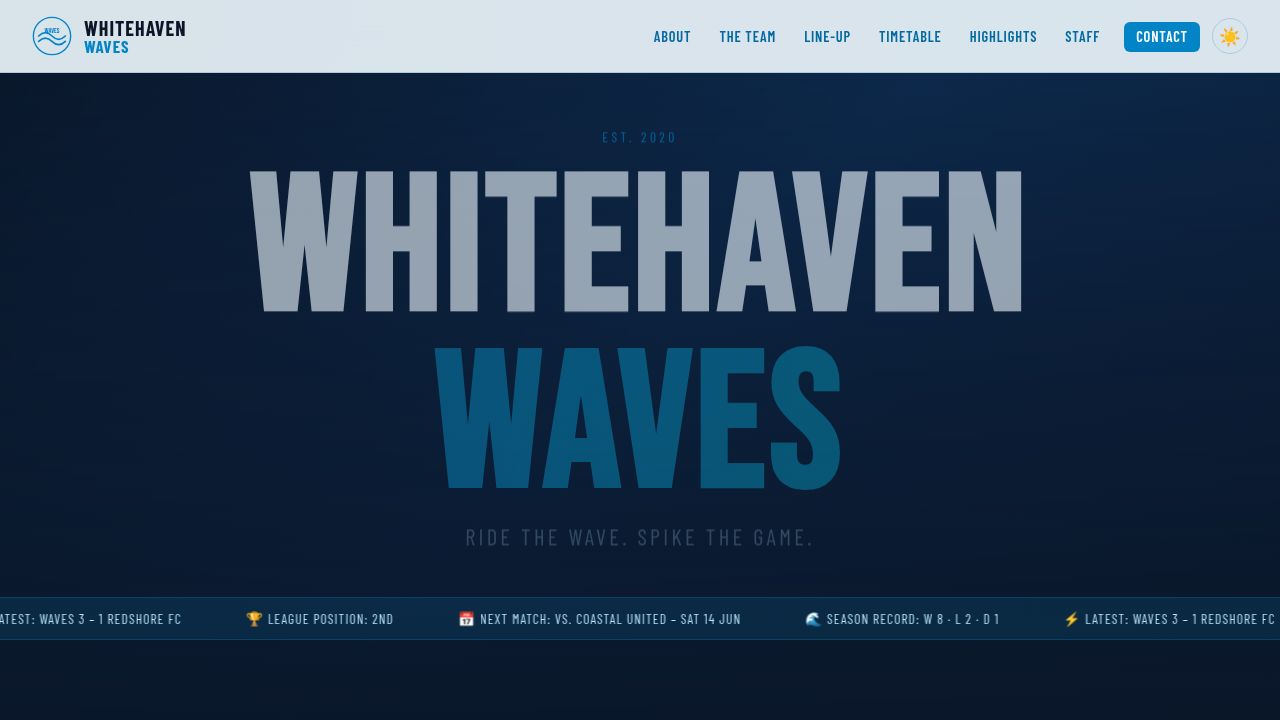 WAVES
WHITEHAVEN
WAVES
ABOUT THE TEAM LINE-UP TIMETABLE HIGHLIGHTS STAFF CONTACT
EST. 2020
WHITEHAVEN
WAVES
RIDE THE WAVE. SPIKE THE GAME.
ATEST: WAVES 3 – 1 REDSHORE FC 🏆 LEAGUE POSITION: 2ND 📅 NEXT MATCH: VS. COASTAL UNITED – SAT 14 JUN 🌊 SEASON RECORD: W 8 · L 2 · D 1 ⚡ LATEST: WAVES 3 – 1 REDSHORE FC